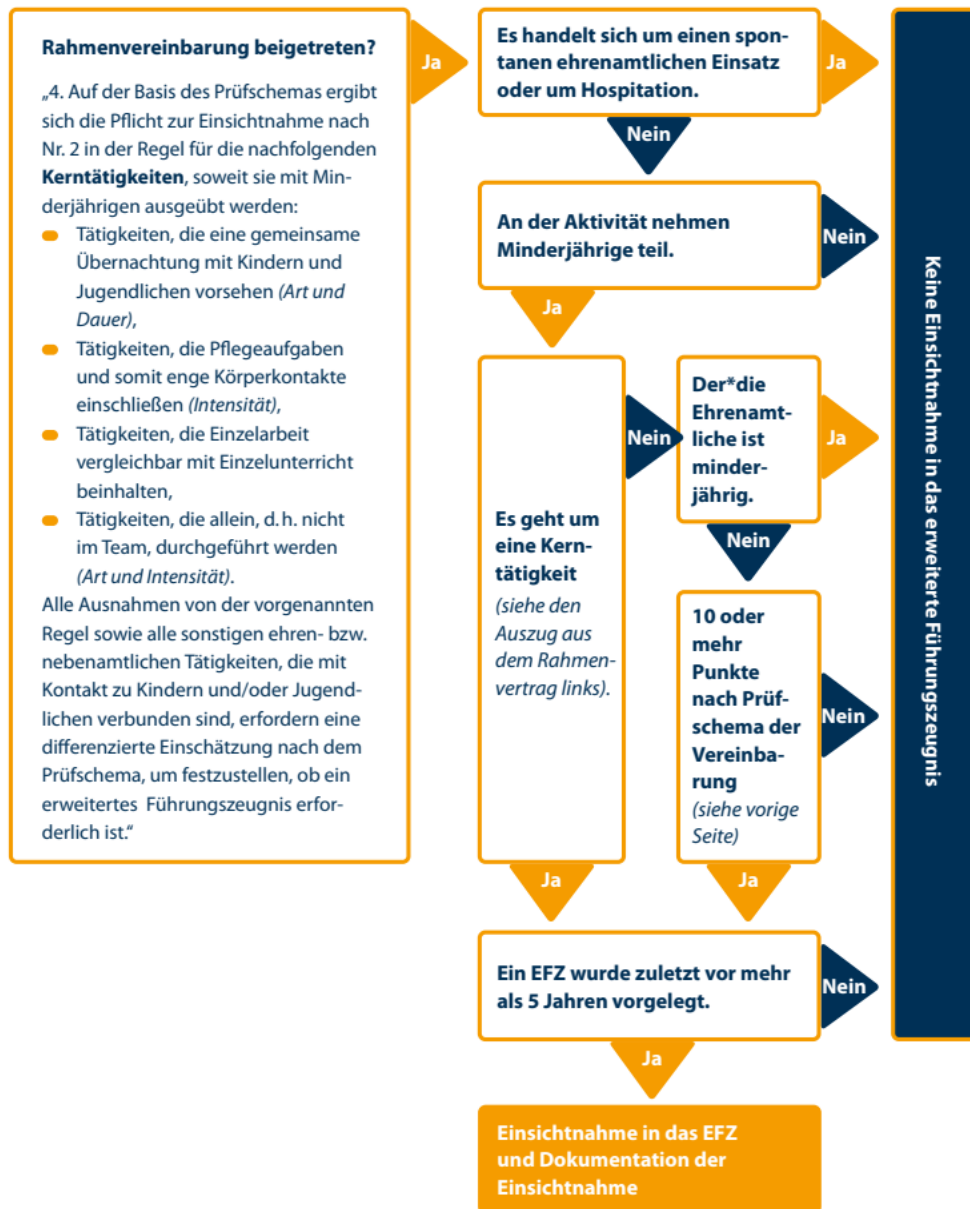 Rahmenvereinbarung beigetreten?
„4. Auf der Basis des Prüfschemas ergibt
sich die Pflicht zur Einsichtnahme nach
Nr. 2 in der Regel für die nachfolgenden
Kerntätigkeiten, soweit sie mit Min-
derjährigen ausgeübt werden:
Tätigkeiten, die eine gemeinsame
Übernachtung mit Kindern und
Jugendlichen vorsehen (Art und
Dauer),
Tätigkeiten, die Pflegeaufgaben
und somit enge Körperkontakte
einschließen (Intensität),
Tätigkeiten, die Einzelarbeit
vergleichbar mit Einzelunterricht
beinhalten,
Tätigkeiten, die allein, d. h. nicht
im Team, durchgeführt werden
(Art und Intensität).
Alle Ausnahmen von der vorgenannten
Regel sowie alle sonstigen ehren- bzw.
nebenamtlichen Tätigkeiten, die mit
Kontakt zu Kindern und/oder Jugend-
lichen verbunden sind, erfordern eine
differenzierte Einschätzung nach dem
Prüfschema, um festzustellen, ob ein
erweitertes Führungszeugnis erfor-
derlich ist.“
Ja
Es handelt sich um einen spon-
tanen ehrenamtlichen Einsatz
oder um Hospitation.
Ja
Nein
An der Aktivität nehmen
Minderjährige teil.
Nein
Ja
Es geht um
eine Kern-
tätigkeit
(siehe den
Auszug aus
dem Rahmen-
vertrag links).
Nein
Der*die
Ehrenamt-
liche ist
minder-
jährig.
Ja
Nein
10 oder
mehr
Punkte
nach Prüf-
schema der
Vereinba-
rung
(siehe vorige
Seite)
Nein
Ja
Ja
Ein EFZ wurde zuletzt vor mehr
als 5 Jahren vorgelegt.
Nein
Ja
Einsichtnahme in das EFZ
und Dokumentation der
Einsichtnahme
Keine Einsichtnahme in das erweiterte Führungszeugnis